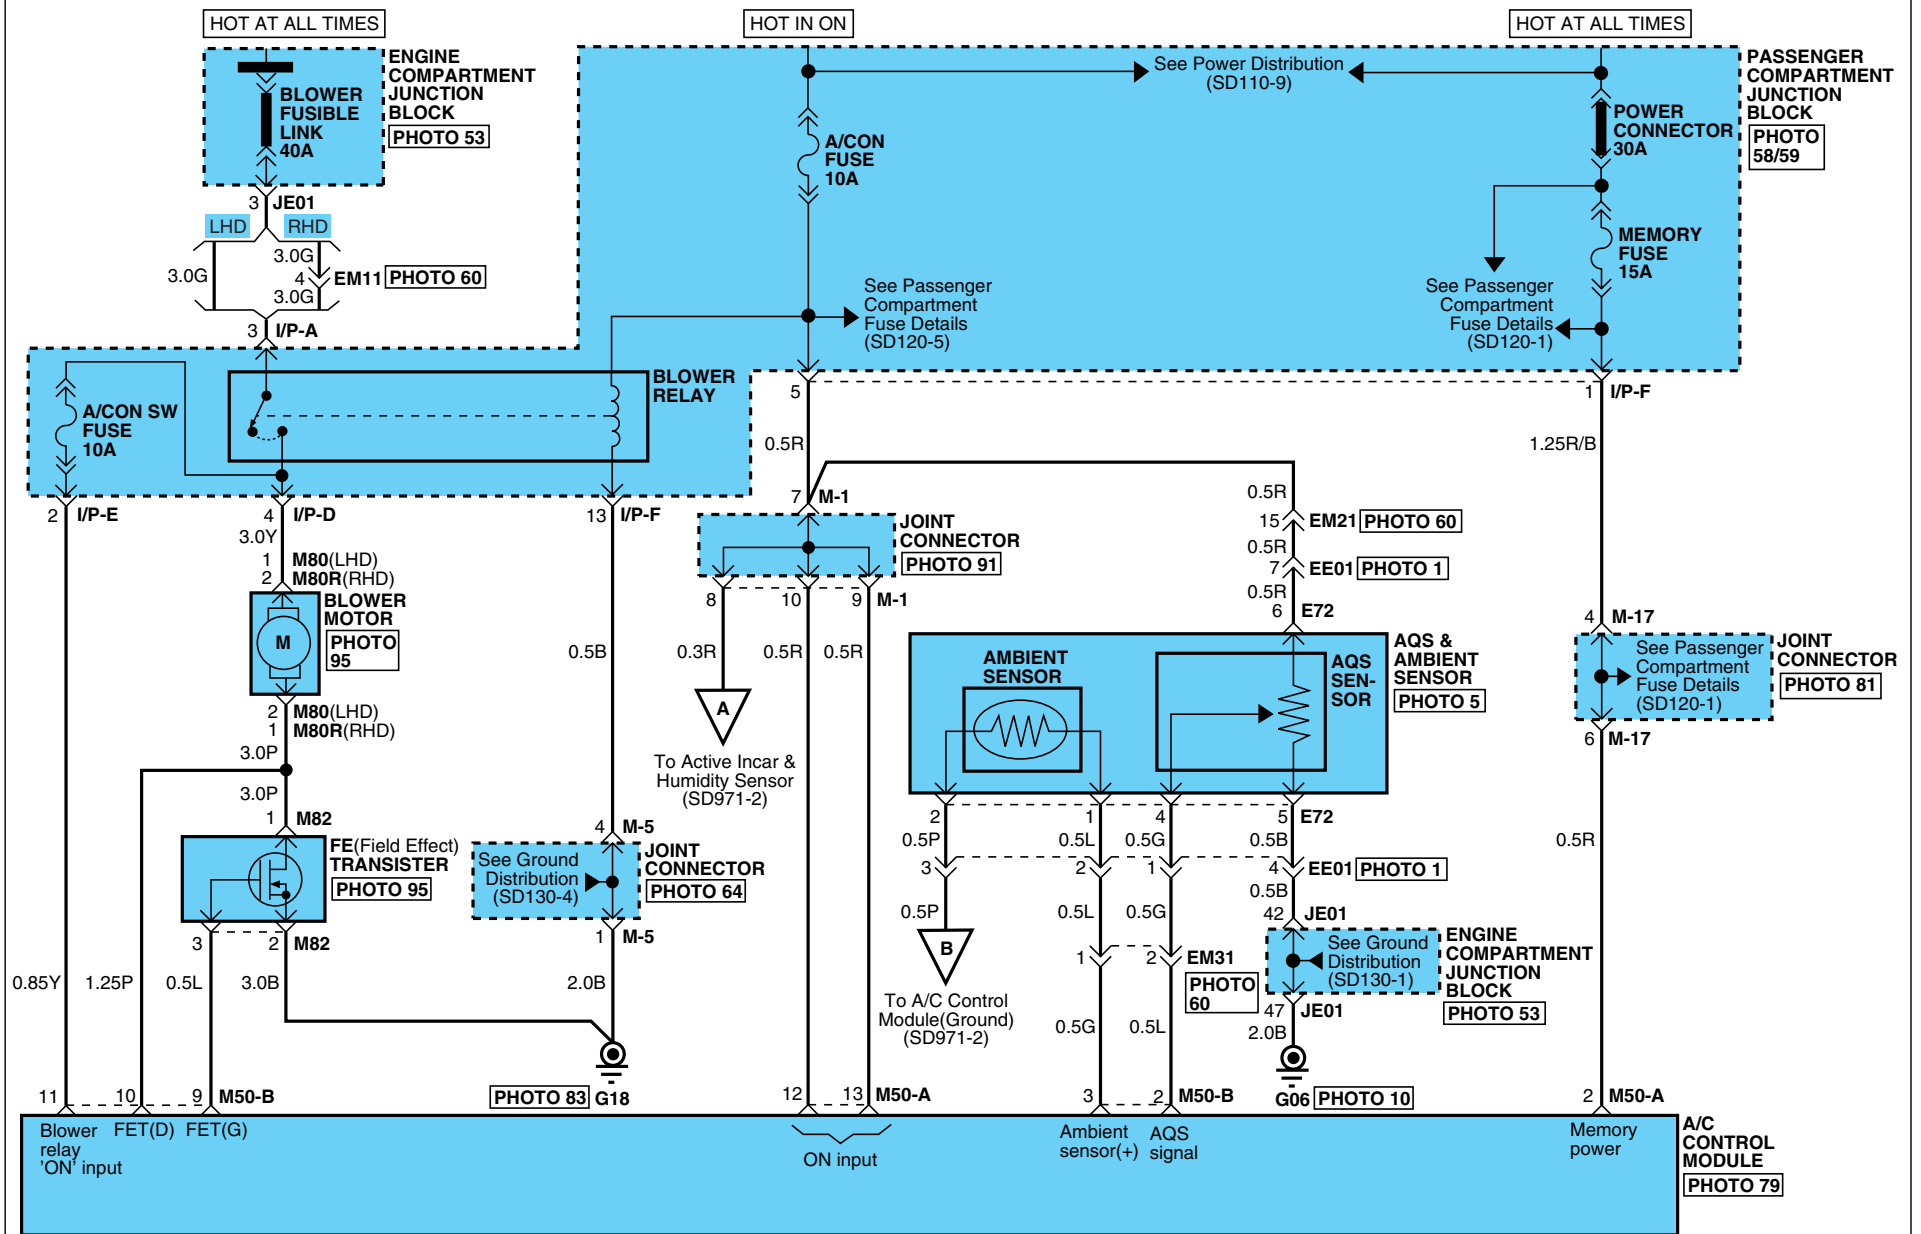 HOT AT ALL TIMES
HOT IN ON
HOT AT ALL TIMES
ENGINE
COMPARTMENT
JUNCTION
BLOCK
PHOTO 53
BLOWER
FUSIBLE
LINK
40A
See Power Distribution
(SD110-9)
PASSENGER
COMPARTMENT
JUNCTION
BLOCK
PHOTO
58/59
A/CON
FUSE
10A
POWER
CONNECTOR
30A
3 JE01
LHD RHD
3.0G
3.0G
4 EM11 PHOTO 60
3.0G
3 I/P-A
MEMORY
FUSE
15A
See Passenger
Compartment
Fuse Details
(SD120-5)
See Passenger
Compartment
Fuse Details
(SD120-1)
BLOWER
RELAY
A/CON SW
FUSE
10A
5
1 I/P-F
0.5R
1.25R/B
2 I/P-E
4 I/P-D
13 I/P-F
7 M-1
0.5R
15 EM21 PHOTO 60
0.5R
7 EE01 PHOTO 1
0.5R
6 E72
3.0Y
1 M80(LHD)
2 M80R(RHD)
BLOWER
MOTOR
PHOTO
95
M
2 M80(LHD)
1 M80R(RHD)
3.0P
3.0P
1 M82
JOINT
CONNECTOR
PHOTO 91
8 10 9 M-1
0.5B
0.3R 0.5R 0.5R
A
To Active Incar &
Humidity Sensor
(SD971-2)
AMBIENT
SENSOR
AQS
SEN-
SOR
AQS &
AMBIENT
SENSOR
PHOTO 5
4 M-17
See Passenger
Compartment
Fuse Details
(SD120-1)
JOINT
CONNECTOR
PHOTO 81
6 M-17
2 1 4 5 E72
0.5P 0.5L 0.5G 0.5B
0.5R
3 2 1 4 EE01 PHOTO 1
0.5B
0.5P 0.5L 0.5G
42 JE01
FE(Field Effect)
TRANSISTER
PHOTO 95
4 M-5
See Ground
Distribution
(SD130-4)
JOINT
CONNECTOR
PHOTO 64
1 M-5
3 2 M82
B
To A/C Control
Module(Ground)
(SD971-2)
1 2 EM31
PHOTO
60
See Ground
Distribution
(SD130-1)
ENGINE
COMPARTMENT
JUNCTION
BLOCK
PHOTO 53
47 JE01
2.0B
0.85Y 1.25P 0.5L 3.0B 2.0B
0.5G 0.5L
PHOTO 83 G18
G06 PHOTO 10
11 10 9 M50-B
12 13 M50-A
3 2 M50-B
2 M50-A
Blower
relay
'ON' input
FET(D) FET(G)
ON input
Ambient
sensor(+)
AQS
signal
Memory
power
A/C
CONTROL
MODULE
PHOTO 79